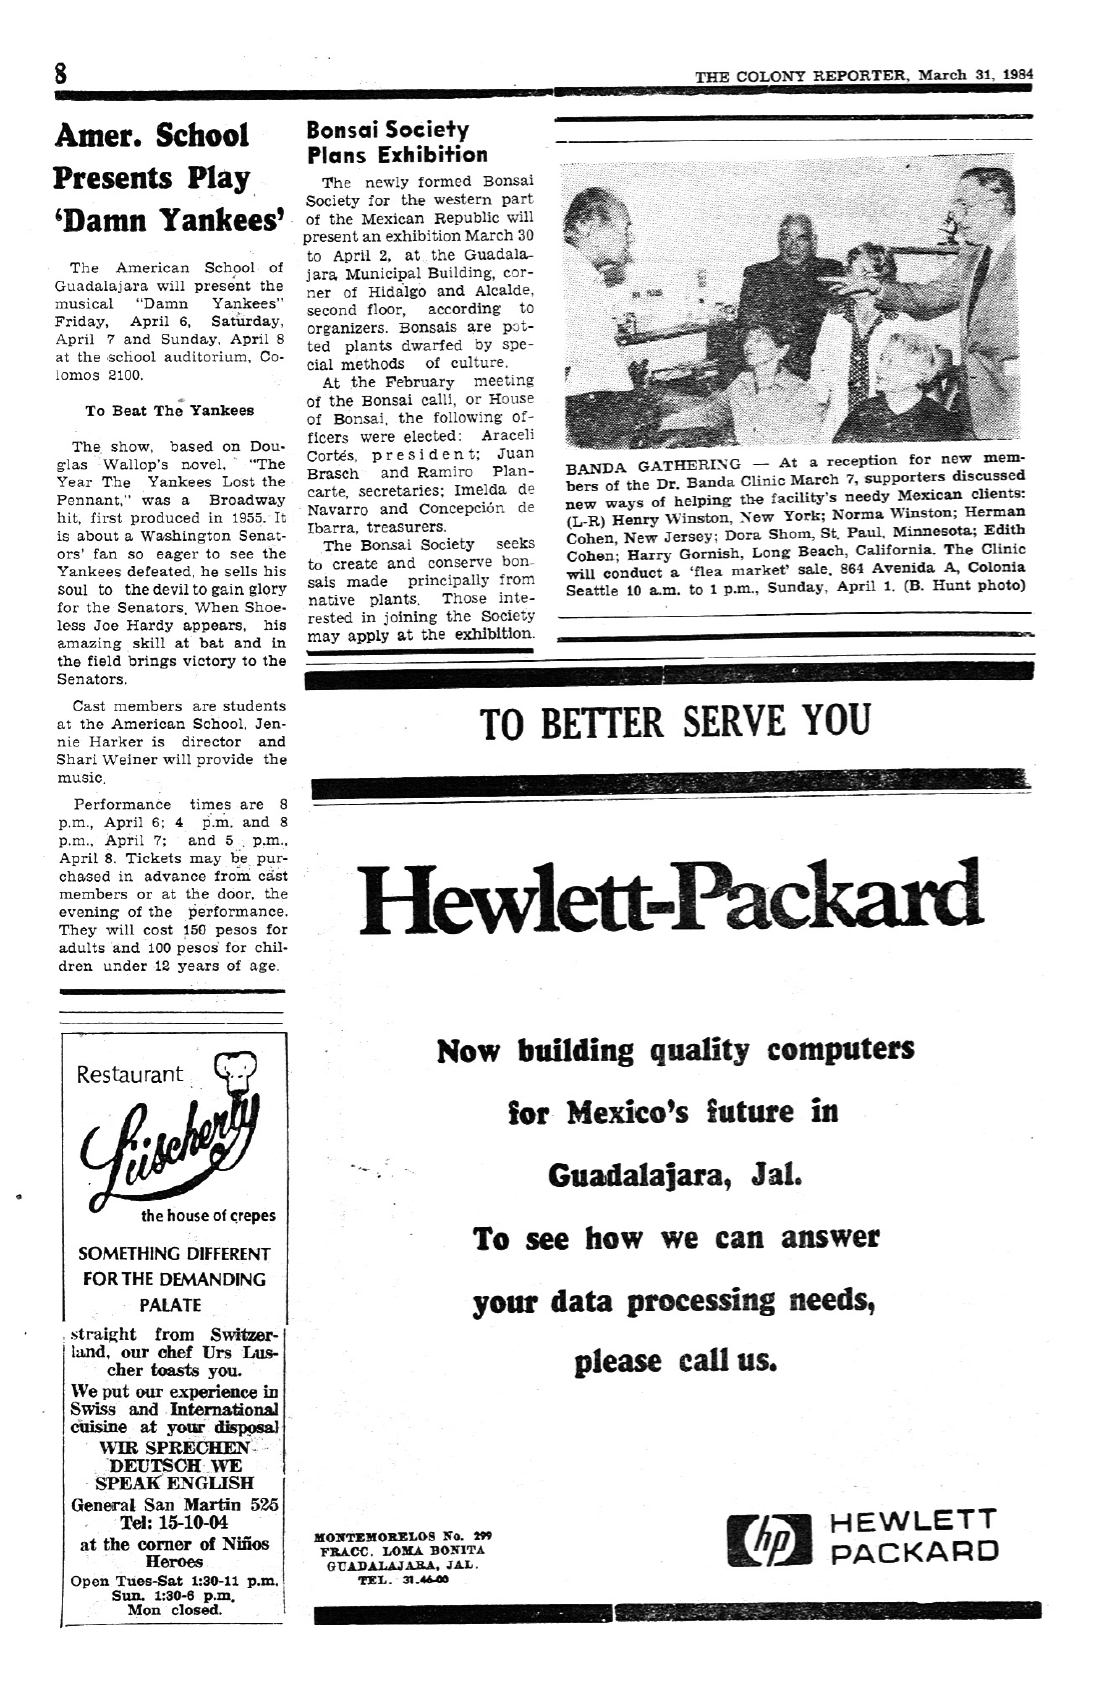 8
THE COLONY REPORTER, March 31, 1984
Amer. School
Presents Play
‘Damn Yankees’
The American School of
Guadalajara will present the
musical “Damn Yankees”
Friday, April 6, Saturday,
April 7 and Sunday, April 8
at the school auditorium, Co-
lomos 2100.
To Beat The Yankees
The show, based on Dou-
glas Wallop's novel, “The
Year The Yankees Lost the
Pennant,” was a Broadway
hit, first produced in 1955. It
is about a Washington Senat-
ors’ fan so eager to see the
Yankees defeated, he sells his
soul to the devil to gain glory
for the Senators. When Shoe-
less Joe Hardy appears, his
amazing skill at bat and in
the field brings victory to the
Senators.
Cast members are students
at the American School. Jen-
nie Harker is director and
Shari Weiner will provide the
music.
Performance times are 8
p.m., April 6; 4 p.m. and 8
p.m., April 7; and 5 p.m.,
April 8. Tickets may be pur-
chased in advance from cast
members or at the door, the
evening of the performance.
They will cost 150 pesos for
adults and 100 pesos for chil-
dren under 12 years of age.
Restaurant
Lüscherly
the house of crepes
SOMETHING DIFFERENT
FOR THE DEMANDING
PALATE
straight from Switzer-
land, our chef Urs Lus-
cher toasts you.
We put our experience in
Swiss and International
cuisine at your disposal
WIR SPRECHEN
DEUTSCH WE
SPEAK ENGLISH
General San Martin 525
Tel: 15-10-04
at the corner of Niños
Heroes
Open Tues-Sat 1:30-11 p.m.
Sun. 1:30-6 p.m.
Mon closed.
Bonsai Society
Plans Exhibition
The newly formed Bonsai
Society for the western part
of the Mexican Republic will
present an exhibition March 30
to April 2, at the Guadala-
jara Municipal Building, cor-
ner of Hidalgo and Alcalde,
second floor, according to
organizers. Bonsais are pot-
ted plants dwarfed by spe-
cial methods of culture.
At the February meeting
of the Bonsai calli, or House
of Bonsai, the following of-
ficers were elected: Araceli
Cortés, president; Juan
Brasch and Ramiro Plan-
carte, secretaries; Imelda de
Navarro and Concepción de
Ibarra, treasurers.
The Bonsai Society seeks
to create and conserve bon-
sais made principally from
native plants. Those inte-
rested in joining the Society
may apply at the exhibition.
BANDA GATHERING — At a reception for new mem-
bers of the Dr. Banda Clinic March 7, supporters discussed
new ways of helping the facility's needy Mexican clients:
(L-R) Henry Winston, New York; Norma Winston; Herman
Cohen, New Jersey; Dora Shom, St. Paul, Minnesota; Edith
Cohen; Harry Gornish, Long Beach, California. The Clinic
will conduct a ‘flea market’ sale, 864 Avenida A, Colonia
Seattle 10 a.m. to 1 p.m., Sunday, April 1. (B. Hunt photo)
TO BETTER SERVE YOU
Hewlett-Packard
Now building quality computers
for Mexico's future in
Guadalajara, Jal.
To see how we can answer
your data processing needs,
please call us.
MONTEMORELOS No. 299
FRACC. LOMA BONITA
GUADALAJARA, JAL.
TEL. 31-46-00
hp HEWLETT
PACKARD